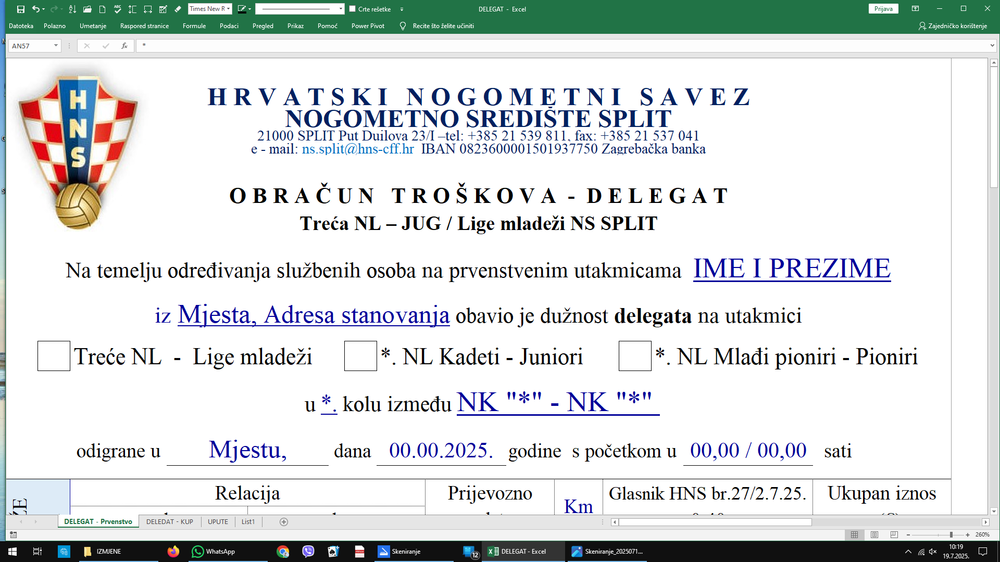 Times New R
Crte rešetke
DELEGAT - Excel
Prijava
Datoteka Polazno Umetanje Raspored stranice Formule Podaci Pregled Prikaz Pomoć Power Pivot Recite što želite učiniti
Zajedničko korištenje
AN57
fx
*
HNS
HRVATSKI NOGOMETNI SAVEZ
NOGOMETNO SREDIŠTE SPLIT
21000 SPLIT Put Duilova 23/I –tel: +385 21 539 811, fax: +385 21 537 041
e - mail: ns.split@hns-cff.hr IBAN 0823600001501937750 Zagrebačka banka
OBRAČUN TROŠKOVA - DELEGAT
Treća NL – JUG / Lige mladeži NS SPLIT
Na temelju određivanja službenih osoba na prvenstvenim utakmicama IME I PREZIME
iz Mjesta, Adresa stanovanja obavio je dužnost delegata na utakmici
Treće NL - Lige mladeži *. NL Kadeti - Juniori *. NL Mlađi pioniri - Pioniri
u *. kolu između NK "*" - NK "*"
odigrane u Mjestu, dana 00.00.2025. godine s početkom u 00,00 / 00,00 sati
Relacija Prijevozno Km Glasnik HNS br.27/2.7.25. Ukupan iznos
DELEGAT - Prvenstvo DELEDAT - KUP UPUTE List1
260%
IZMJENE WhatsApp Skeniranje 12 DELEGAT - Excel Skeniranje_2025071...
10:19
19.7.2025.